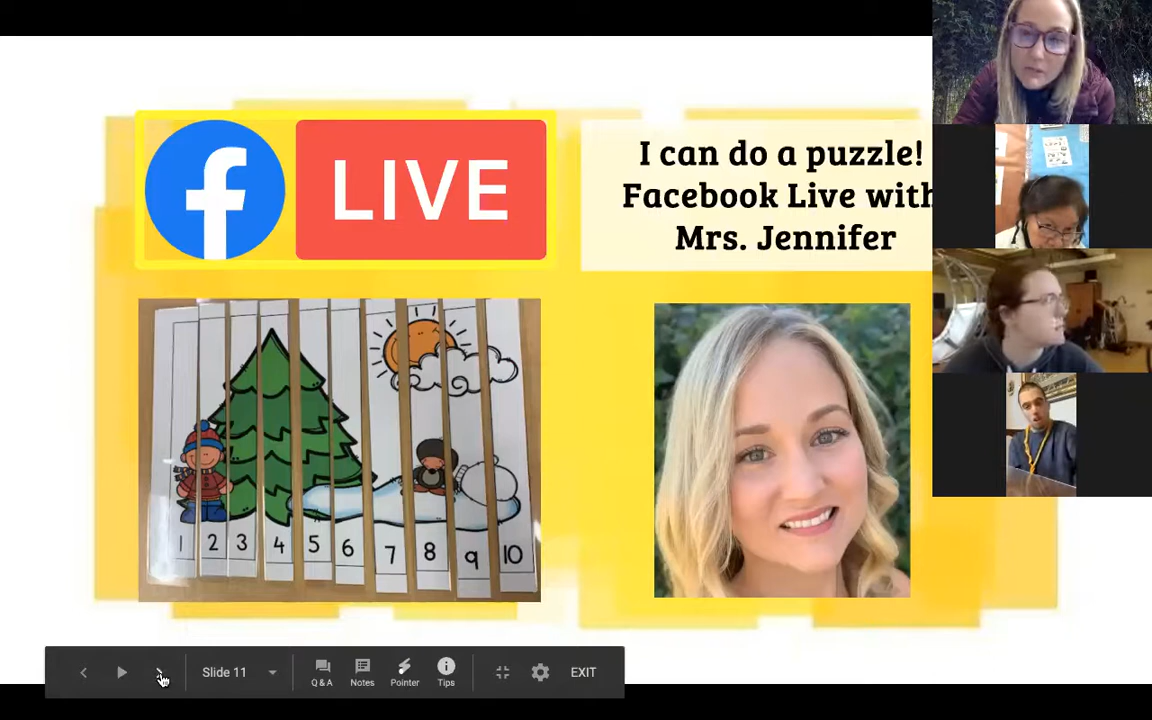 f LIVE
I can do a puzzle!
Facebook Live with
Mrs. Jennifer
1 2 3 4 5 6 7 8 9 10
Slide 11
Q & A Notes Pointer Tips EXIT